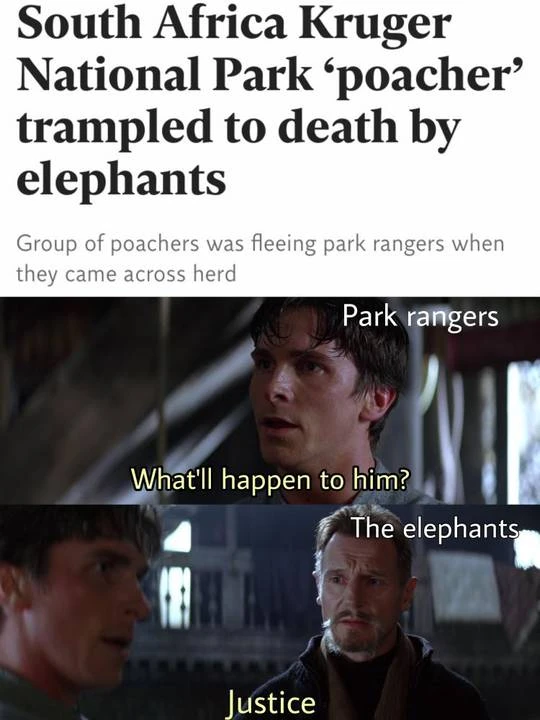 South Africa Kruger
National Park ‘poacher’
trampled to death by
elephants
Group of poachers was fleeing park rangers when
they came across herd
Park rangers
What'll happen to him?
The elephants
Justice